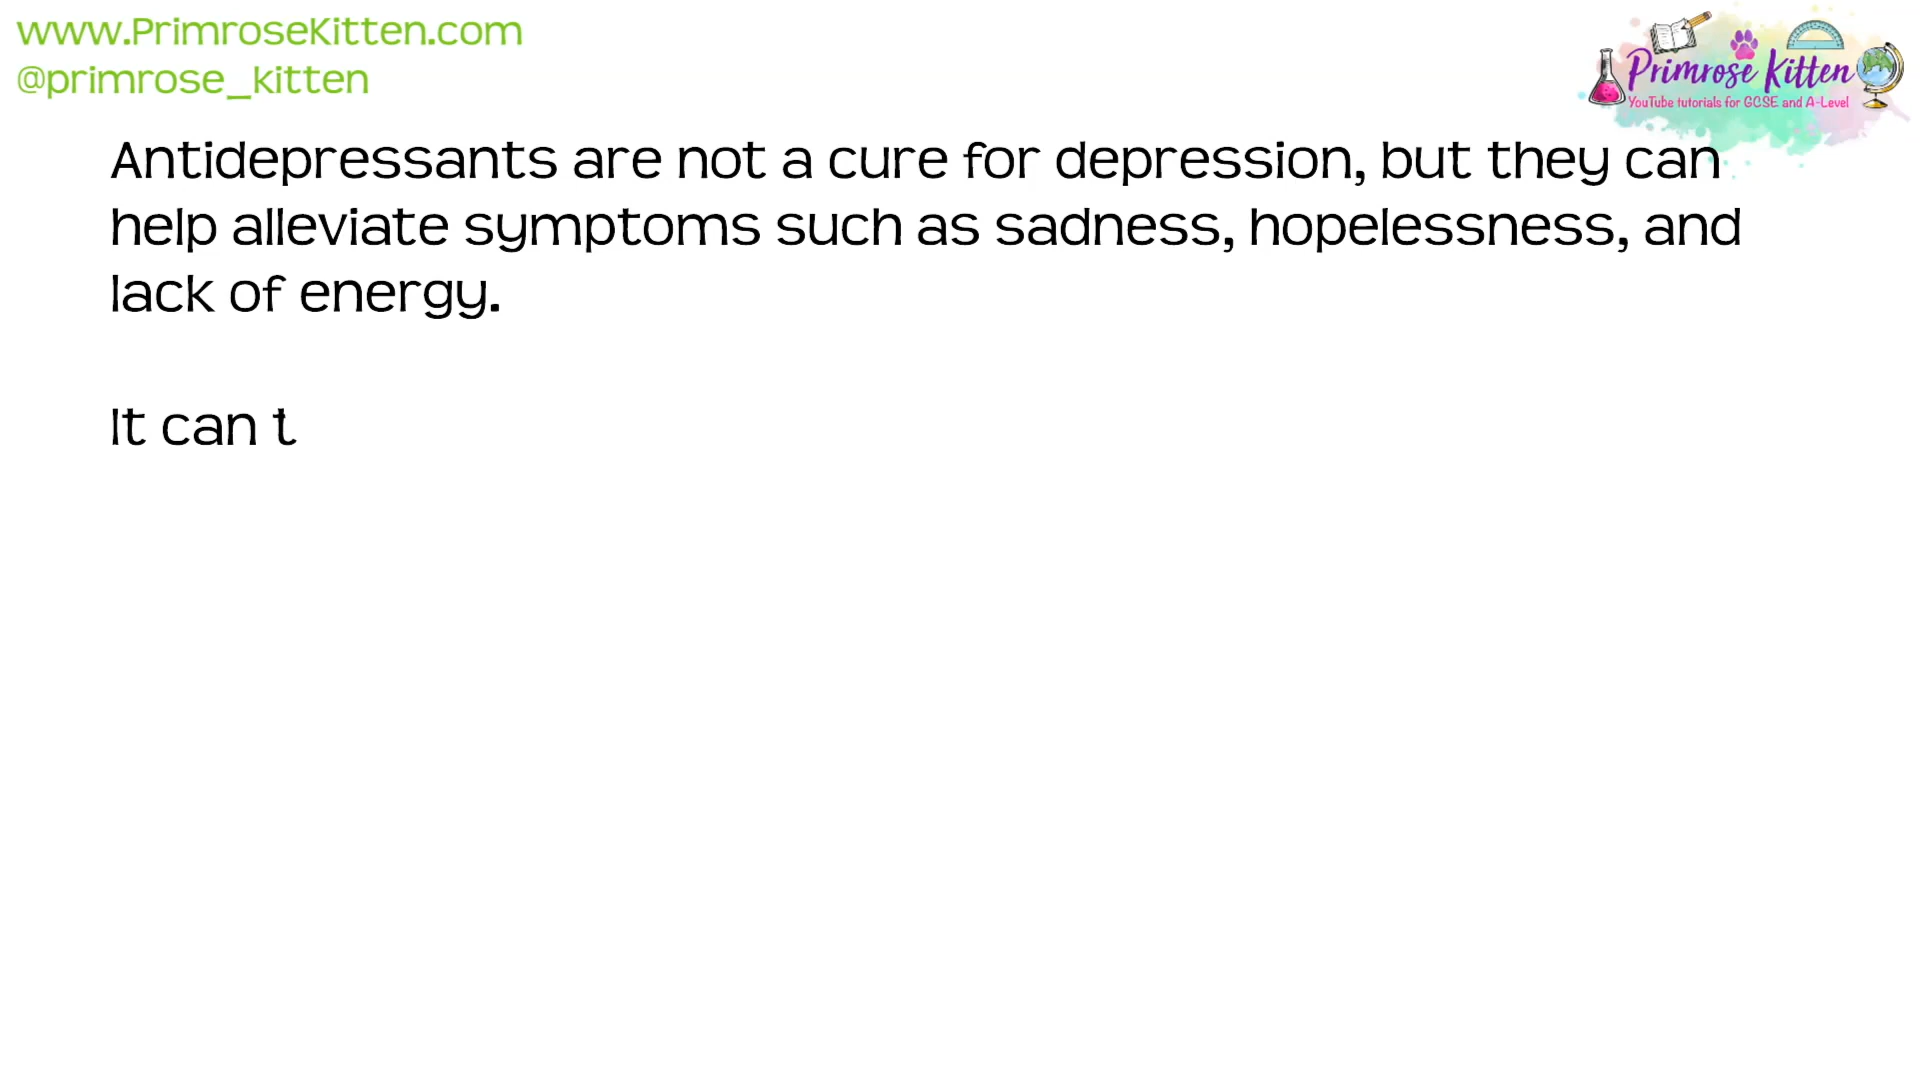 www.PrimroseKitten.com
@primrose_kitten
Primrose Kitten
YouTube tutorials for GCSE and A-Level
Antidepressants are not a cure for depression, but they can
help alleviate symptoms such as sadness, hopelessness, and
lack of energy.
It can t